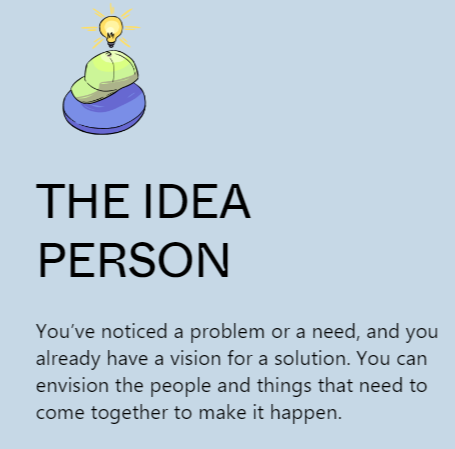 THE IDEA
PERSON
You’ve noticed a problem or a need, and you
already have a vision for a solution. You can
envision the people and things that need to
come together to make it happen.